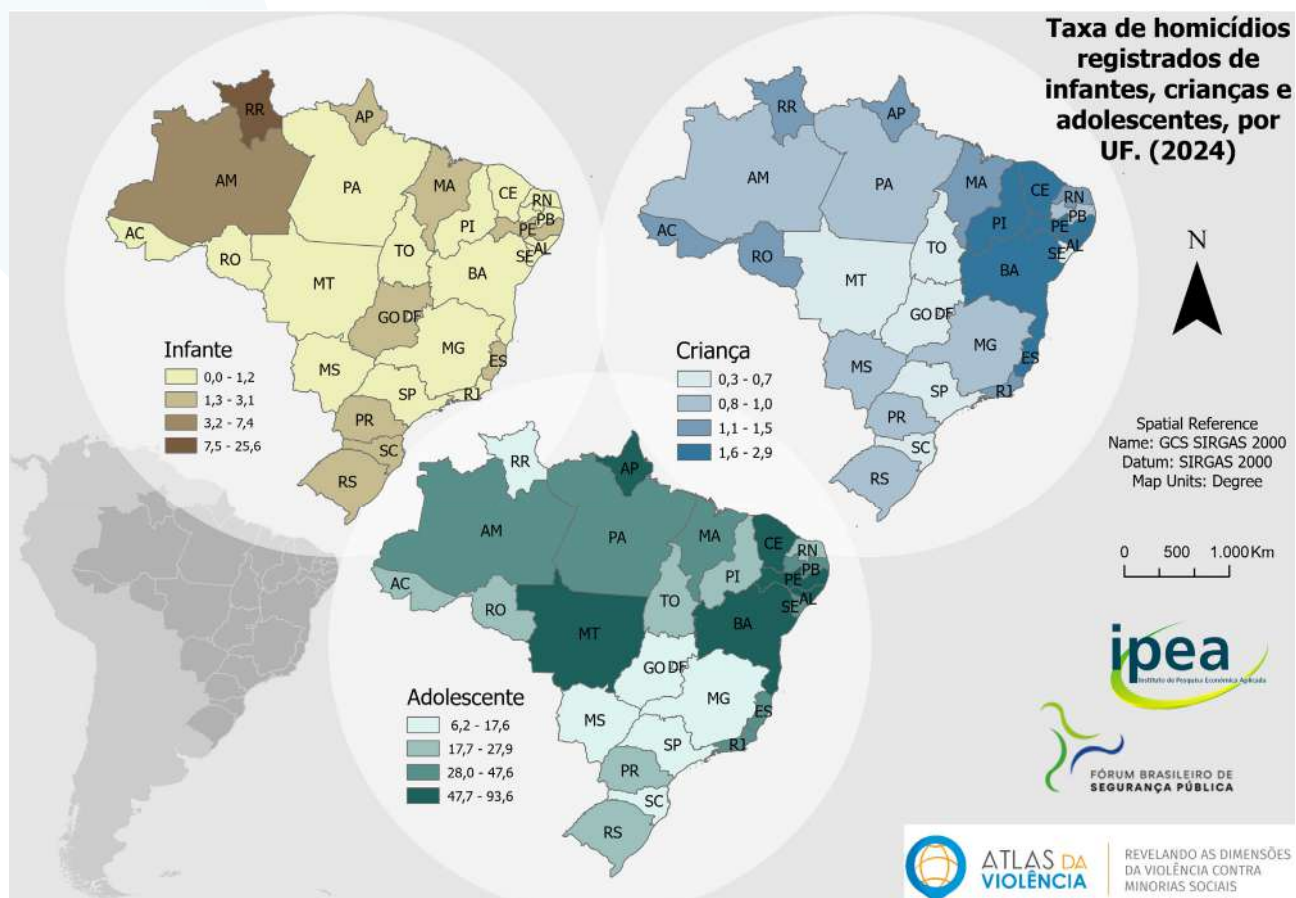 Taxa de homicídios
registrados de
infantes, crianças e
adolescentes, por
UF. (2024)
RR
AP
AM
PA
MA
CE
RN
PB
PI
PE
AL
SE
AC
RO
TO
BA
MT
GO DF
MG
ES
MS
SP
RJ
PR
SC
RS
Infante
0,0 - 1,2
1,3 - 3,1
3,2 - 7,4
7,5 - 25,6
RR
AP
AM
PA
MA
CE
RN
PB
PI
PE
AL
SE
AC
RO
TO
BA
MT
GO DF
MG
ES
MS
SP
RJ
PR
SC
RS
Criança
0,3 - 0,7
0,8 - 1,0
1,1 - 1,5
1,6 - 2,9
RR
AP
AM
PA
MA
CE
RN
PB
PI
PE
AL
SE
AC
RO
TO
BA
MT
GO DF
MG
ES
MS
SP
RJ
PR
SC
RS
Adolescente
6,2 - 17,6
17,7 - 27,9
28,0 - 47,6
47,7 - 93,6
N
Spatial Reference
Name: GCS SIRGAS 2000
Datum: SIRGAS 2000
Map Units: Degree
0 500 1.000 Km
ipea
Instituto de Pesquisa Econômica Aplicada
FÓRUM BRASILEIRO DE
SEGURANÇA PÚBLICA
ATLAS DA
VIOLÊNCIA
REVELANDO AS DIMENSÕES
DA VIOLÊNCIA CONTRA
MINORIAS SOCIAIS